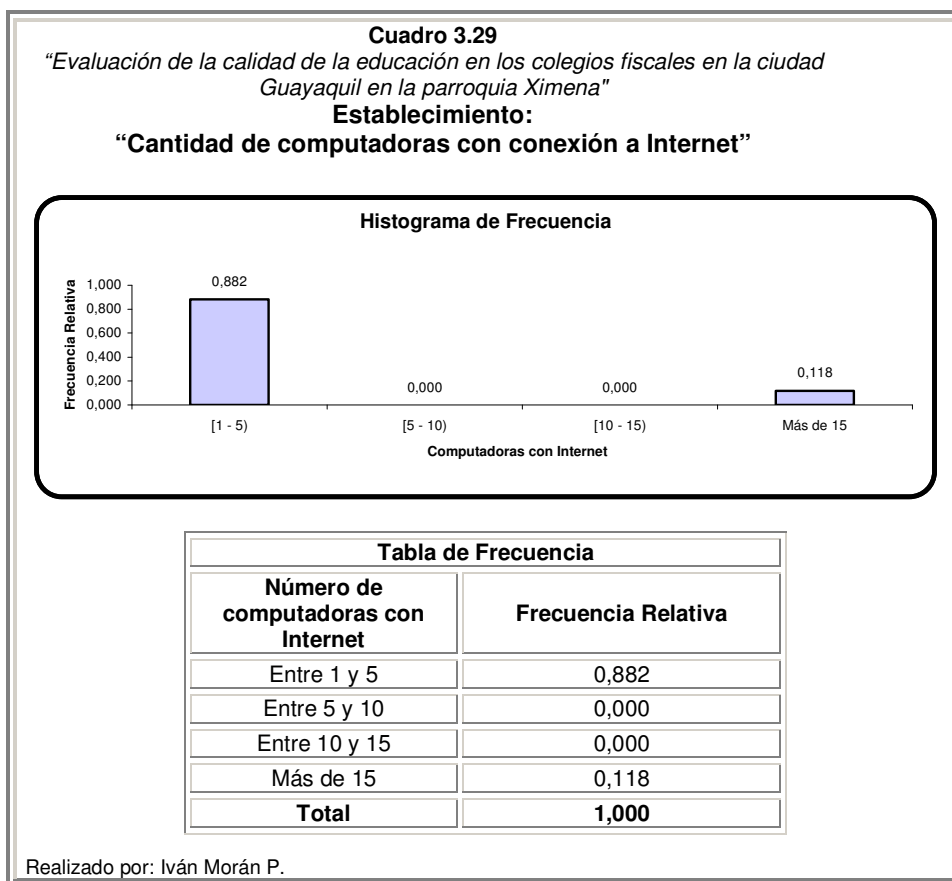 Cuadro 3.29
“Evaluación de la calidad de la educación en los colegios fiscales en la ciudad
Guayaquil en la parroquia Ximena"
Establecimiento:
“Cantidad de computadoras con conexión a Internet”
Histograma de Frecuencia
Frecuencia Relativa
1,000
0,800
0,600
0,400
0,200
0,000
0,882
0,000
0,000
0,118
[1 - 5)
[5 - 10)
[10 - 15)
Más de 15
Computadoras con Internet
Tabla de Frecuencia
Número de
computadoras con
Internet
Frecuencia Relativa
Entre 1 y 5 0,882
Entre 5 y 10 0,000
Entre 10 y 15 0,000
Más de 15 0,118
Total 1,000
Realizado por: Iván Morán P.